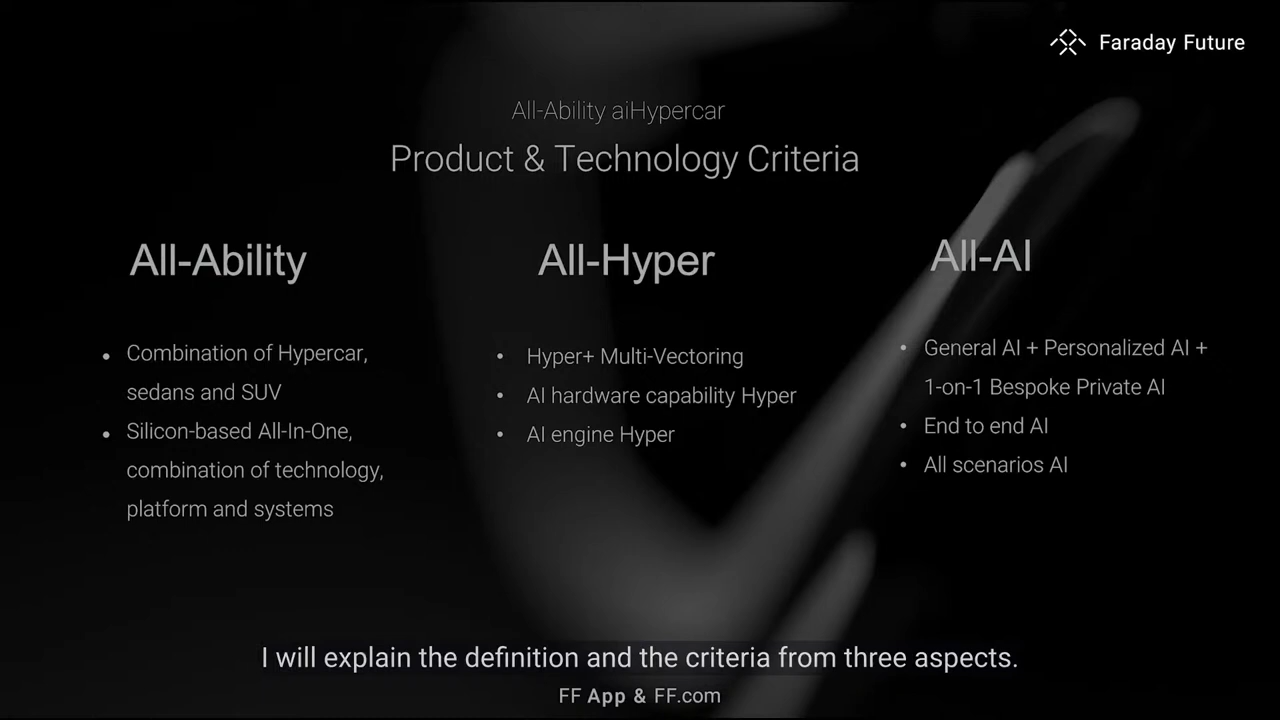 Faraday Future
All-Ability aiHypercar
Product & Technology Criteria
All-Ability
• Combination of Hypercar,
sedans and SUV
• Silicon-based All-In-One,
combination of technology,
platform and systems
All-Hyper
• Hyper+ Multi-Vectoring
• AI hardware capability Hyper
• AI engine Hyper
All-AI
• General AI + Personalized AI +
1-on-1 Bespoke Private AI
• End to end AI
• All scenarios AI
I will explain the definition and the criteria from three aspects.
FF App & FF.com